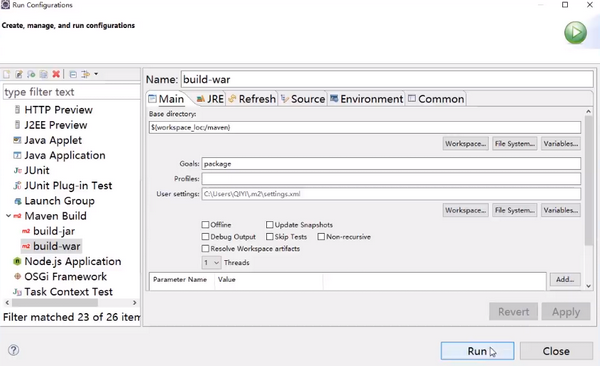 Run Configurations
Create, manage, and run configurations
type filter text
HTTP Preview
J2EE Preview
Java Applet
Java Application
JUnit
JUnit Plug-in Test
Launch Group
m2 Maven Build
m2 build-jar
m2 build-war
Node.js Application
OSGi Framework
Task Context Test
Filter matched 23 of 26 item
Name: build-war
Main JRE Refresh Source Environment Common
Base directory:
${workspace_loc:/maven}
Workspace... File System... Variables...
Goals: package
Profiles:
User settings: C:\Users\QIYI\.m2\settings.xml
Workspace... File System... Variables...
Offline Update Snapshots
Debug Output Skip Tests Non-recursive
Resolve Workspace artifacts
1 Threads
Parameter Name Value Add...
Revert Apply
? Run Close